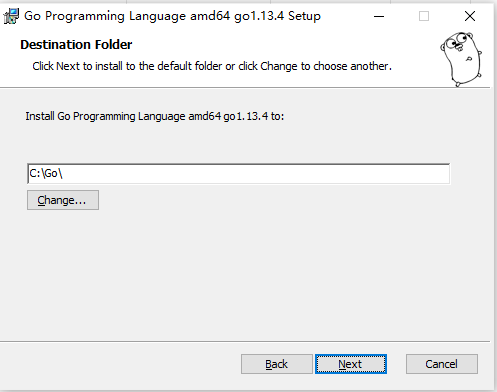 Go Programming Language amd64 go1.13.4 Setup
Destination Folder
Click Next to install to the default folder or click Change to choose another.
Install Go Programming Language amd64 go1.13.4 to:
C:\Go\
Change...
Back Next Cancel